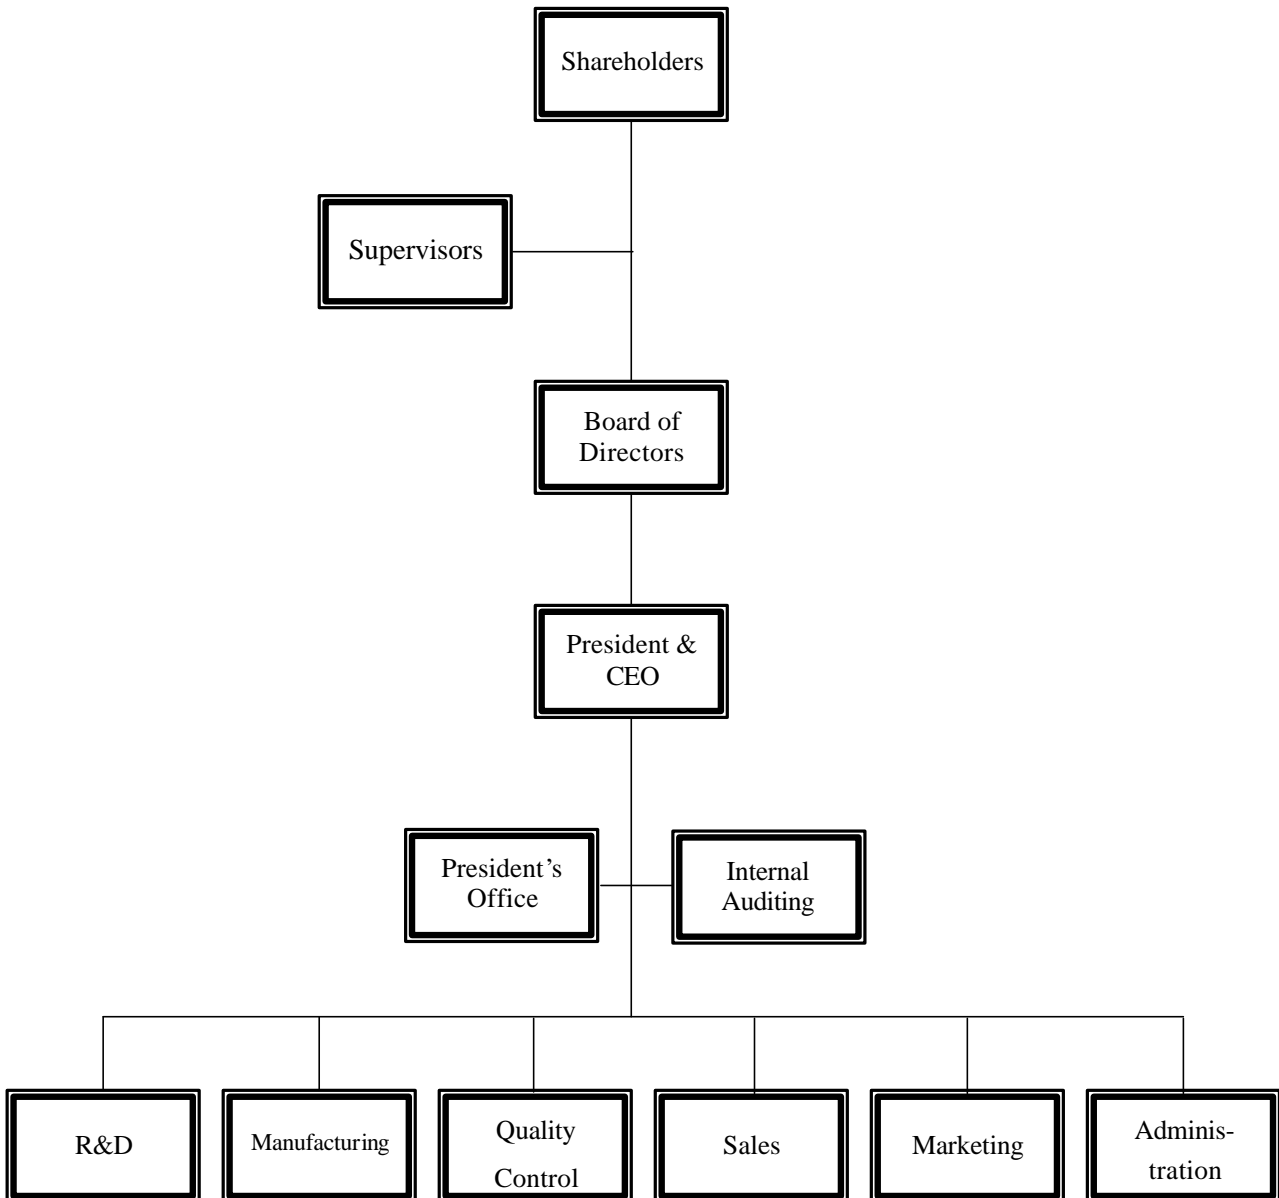 Shareholders
Supervisors
Board of
Directors
President &
CEO
President’s
Office
Internal
Auditing
R&D
Manufacturing
Quality
Control
Sales
Marketing
Adminis-
tration